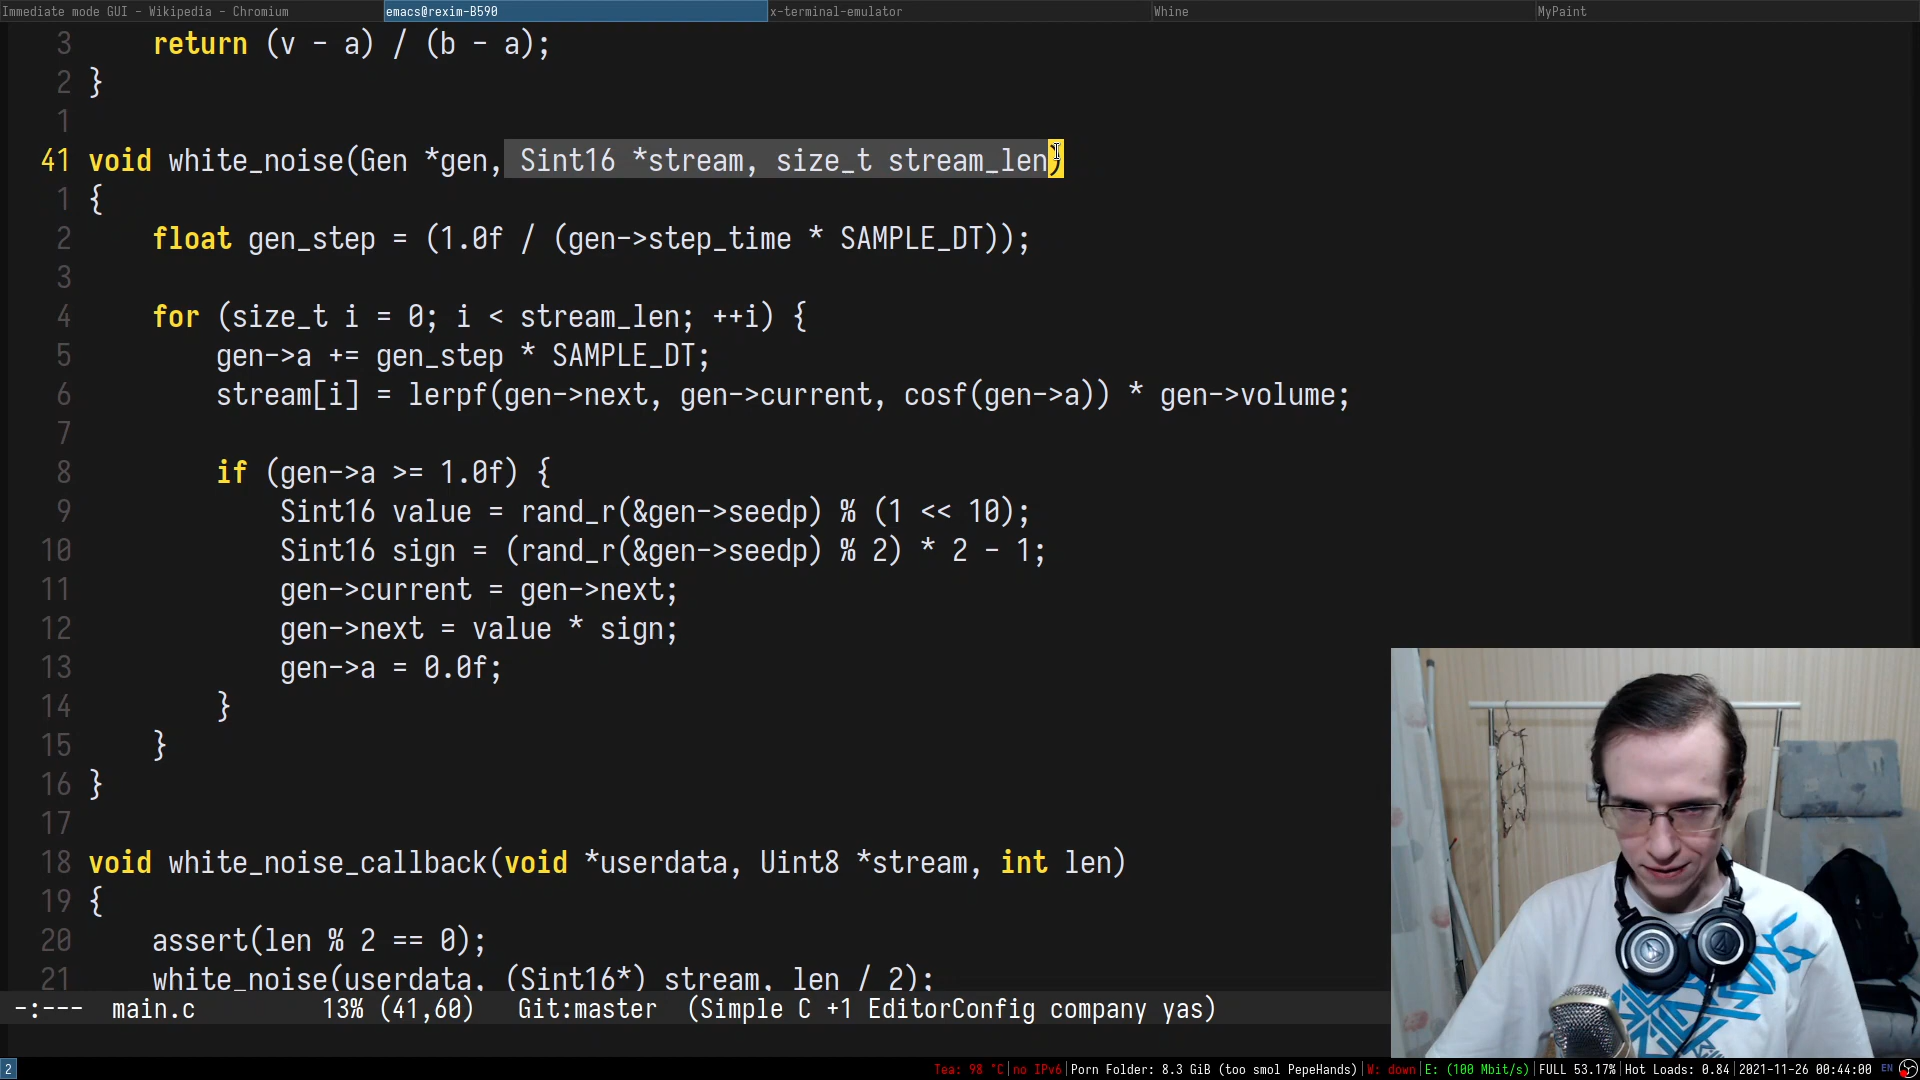 Immediate mode GUI - Wikipedia - Chromium emacs@rexim-B590 x-terminal-emulator Whine MyPaint
3 return (v - a) / (b - a);
2 }
1
41 void white_noise(Gen *gen, Sint16 *stream, size_t stream_len)
1 {
2 float gen_step = (1.0f / (gen->step_time * SAMPLE_DT));
3
4 for (size_t i = 0; i < stream_len; ++i) {
5 gen->a += gen_step * SAMPLE_DT;
6 stream[i] = lerpf(gen->next, gen->current, cosf(gen->a)) * gen->volume;
7
8 if (gen->a >= 1.0f) {
9 Sint16 value = rand_r(&gen->seedp) % (1 << 10);
10 Sint16 sign = (rand_r(&gen->seedp) % 2) * 2 - 1;
11 gen->current = gen->next;
12 gen->next = value * sign;
13 gen->a = 0.0f;
14 }
15 }
16 }
17
18 void white_noise_callback(void *userdata, Uint8 *stream, int len)
19 {
20 assert(len % 2 == 0);
21 white_noise(userdata, (Sint16*) stream, len / 2);
-:--- main.c 13% (41,60) Git:master (Simple C +1 EditorConfig company yas)
2 Tea: 98 °C|no IPv6|Porn Folder: 8.3 GiB (too smol PepeHands)|W: down|E: (100 Mbit/s)|FULL 53.17%|Hot Loads: 0.84|2021-11-26 00:44:00 EN